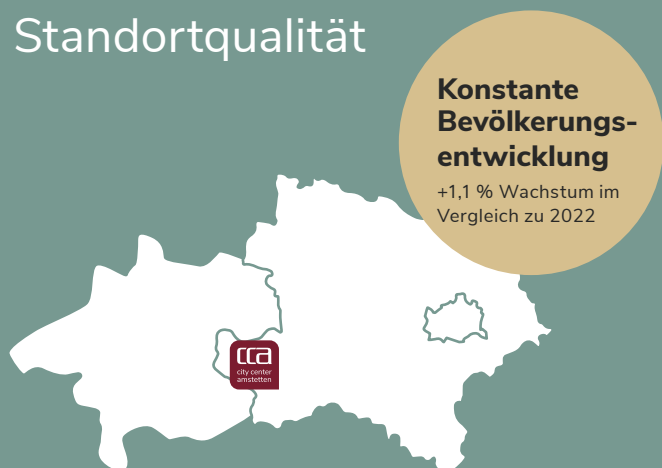 Standortqualität
Konstante
Bevölkerungs-
entwicklung
+1,1 % Wachstum im
Vergleich zu 2022
cca
city center
amstetten